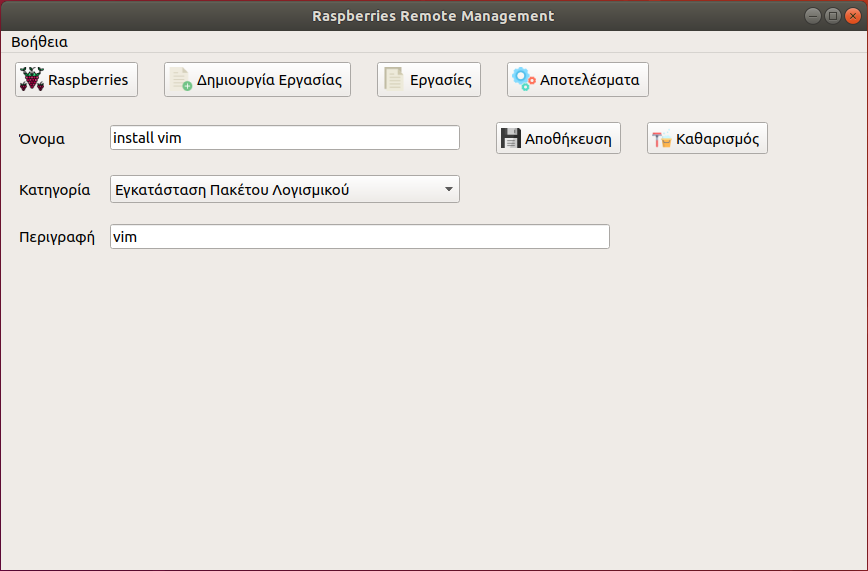 Raspberries Remote Management
Βοήθεια
Raspberries Δημιουργία Εργασίας Εργασίες Αποτελέσματα
Όνομα install vim Αποθήκευση Καθαρισμός
Κατηγορία Εγκατάσταση Πακέτου Λογισμικού
Περιγραφή vim